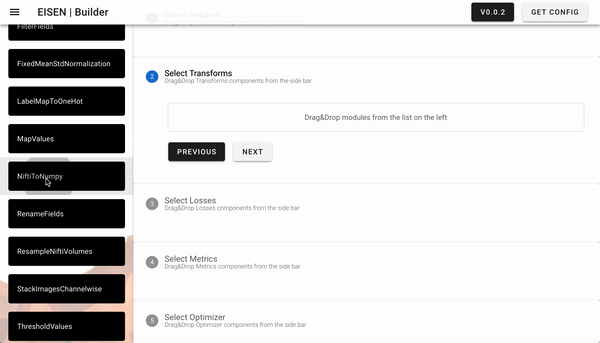 EISEN | Builder
V0.0.2
GET CONFIG
FilterFields
FixedMeanStdNormalization
LabelMapToOneHot
MapValues
NiftiToNumpy
RenameFields
ResampleNiftiVolumes
StackImagesChannelwise
ThresholdValues
1 Select Readers
2 Select Transforms
Drag&Drop Transforms components from the side bar
Drag&Drop modules from the list on the left
PREVIOUS
NEXT
3 Select Losses
Drag&Drop Losses components from the side bar
4 Select Metrics
Drag&Drop Metrics components from the side bar
5 Select Optimizer
Drag&Drop Optimizer components from the side bar